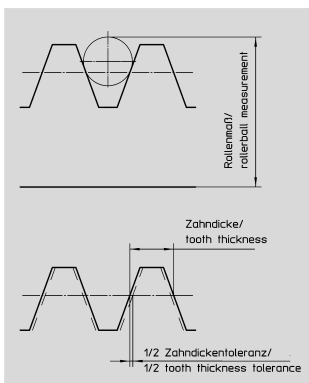 Rollenmaß/
rollerball measurement
Zahndicke/
tooth thickness
1/2 Zahndickentoleranz/
1/2 tooth thickness tolerance